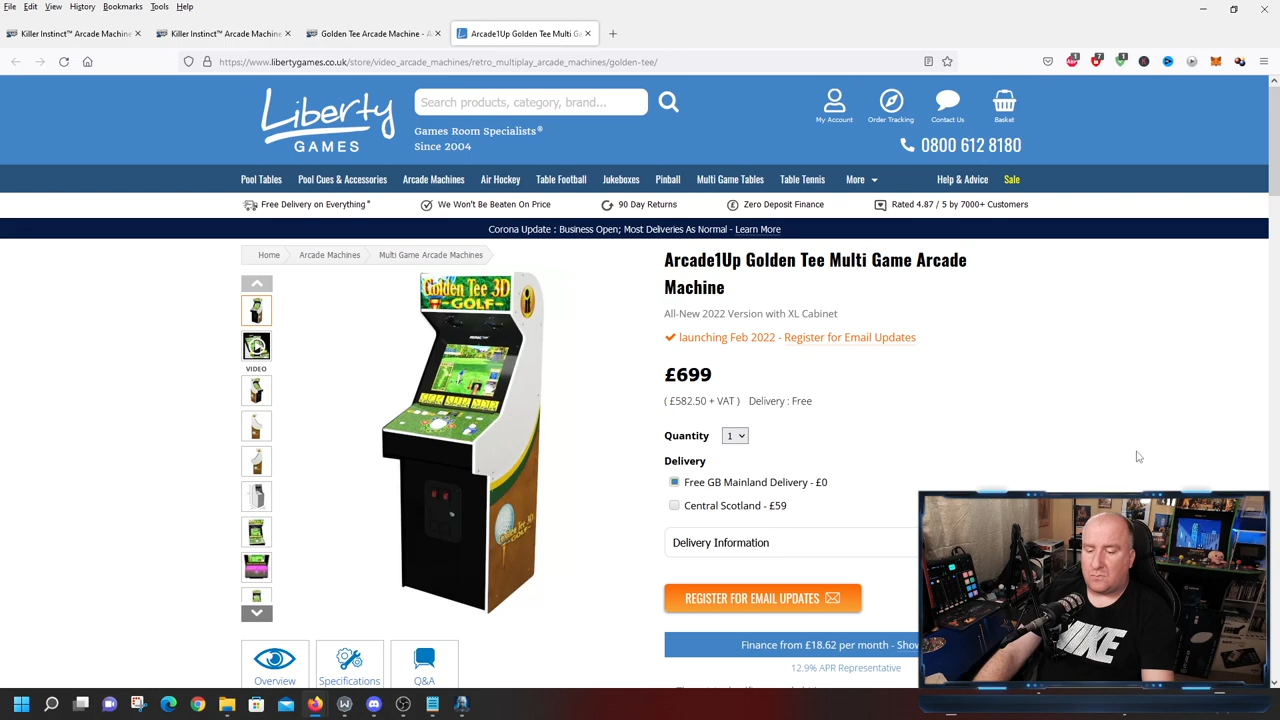 File Edit View History Bookmarks Tools Help
Killer Instinct™ Arcade Machine
Killer Instinct™ Arcade Machine
Golden Tee Arcade Machine - A
Arcade1Up Golden Tee Multi Ga
https://www.libertygames.co.uk/store/video_arcade_machines/retro_multiplay_arcade_machines/golden-tee/
Liberty
GAMES
Search products, category, brand...
Games Room Specialists®
Since 2004
My Account
Order Tracking
Contact Us
Basket
0800 612 8180
Pool Tables
Pool Cues & Accessories
Arcade Machines
Air Hockey
Table Football
Jukeboxes
Pinball
Multi Game Tables
Table Tennis
More
Help & Advice
Sale
Free Delivery on Everything*
We Won't Be Beaten On Price
90 Day Returns
Zero Deposit Finance
Rated 4.87 / 5 by 7000+ Customers
Corona Update : Business Open; Most Deliveries As Normal - Learn More
Home
Arcade Machines
Multi Game Arcade Machines
Arcade1Up Golden Tee Multi Game Arcade
Machine
All-New 2022 Version with XL Cabinet
launching Feb 2022 - Register for Email Updates
£699
( £582.50 + VAT ) Delivery : Free
Quantity 1
Delivery
Free GB Mainland Delivery - £0
Central Scotland - £59
Delivery Information
REGISTER FOR EMAIL UPDATES
Finance from £18.62 per month - Show
12.9% APR Representative
VIDEO
Golden Tee 3D
GOLF
Golden Tee 3D
GOLF
Overview
Specifications
Q&A
NIKE